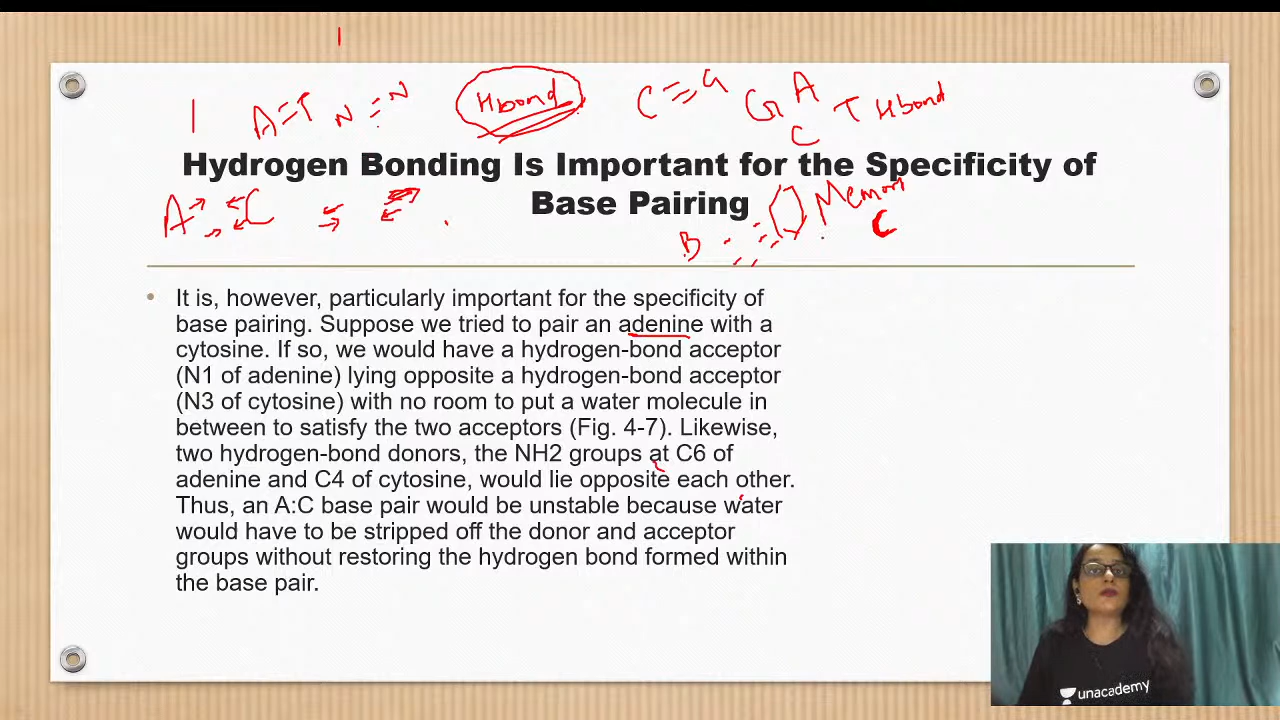 A=T N N Hbond C G G A C T Hbond
Hydrogen Bonding Is Important for the Specificity of
Base Pairing
A C B C
• It is, however, particularly important for the specificity of
base pairing. Suppose we tried to pair an adenine with a
cytosine. If so, we would have a hydrogen-bond acceptor
(N1 of adenine) lying opposite a hydrogen-bond acceptor
(N3 of cytosine) with no room to put a water molecule in
between to satisfy the two acceptors (Fig. 4-7). Likewise,
two hydrogen-bond donors, the NH2 groups at C6 of
adenine and C4 of cytosine, would lie opposite each other.
Thus, an A:C base pair would be unstable because water
would have to be stripped off the donor and acceptor
groups without restoring the hydrogen bond formed within
the base pair.
unacademy